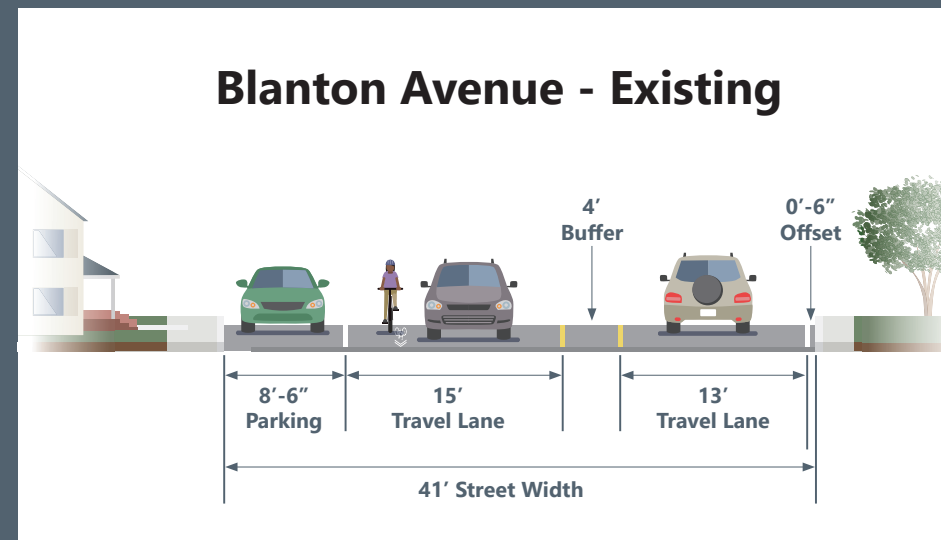 Blanton Avenue - Existing
4’
Buffer
0’-6”
Offset
8’-6”
Parking
15’
Travel Lane
13’
Travel Lane
41’ Street Width